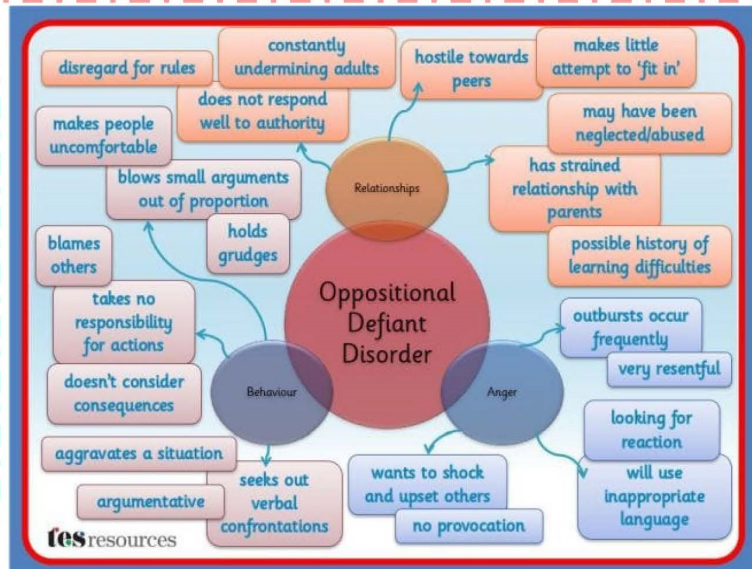 constantly
undermining adults
disregard for rules
does not respond
well to authority
hostile towards
peers
makes little
attempt to ‘fit in’
may have been
neglected/abused
has strained
relationship with
parents
possible history of
learning difficulties
Relationships
makes people
uncomfortable
blows small arguments
out of proportion
holds
grudges
blames
others
takes no
responsibility
for actions
doesn't consider
consequences
Behaviour
aggravates a situation
argumentative
seeks out
verbal
confrontations
Oppositional
Defiant
Disorder
Anger
outbursts occur
frequently
very resentful
looking for
reaction
will use
inappropriate
language
wants to shock
and upset others
no provocation
tes resources